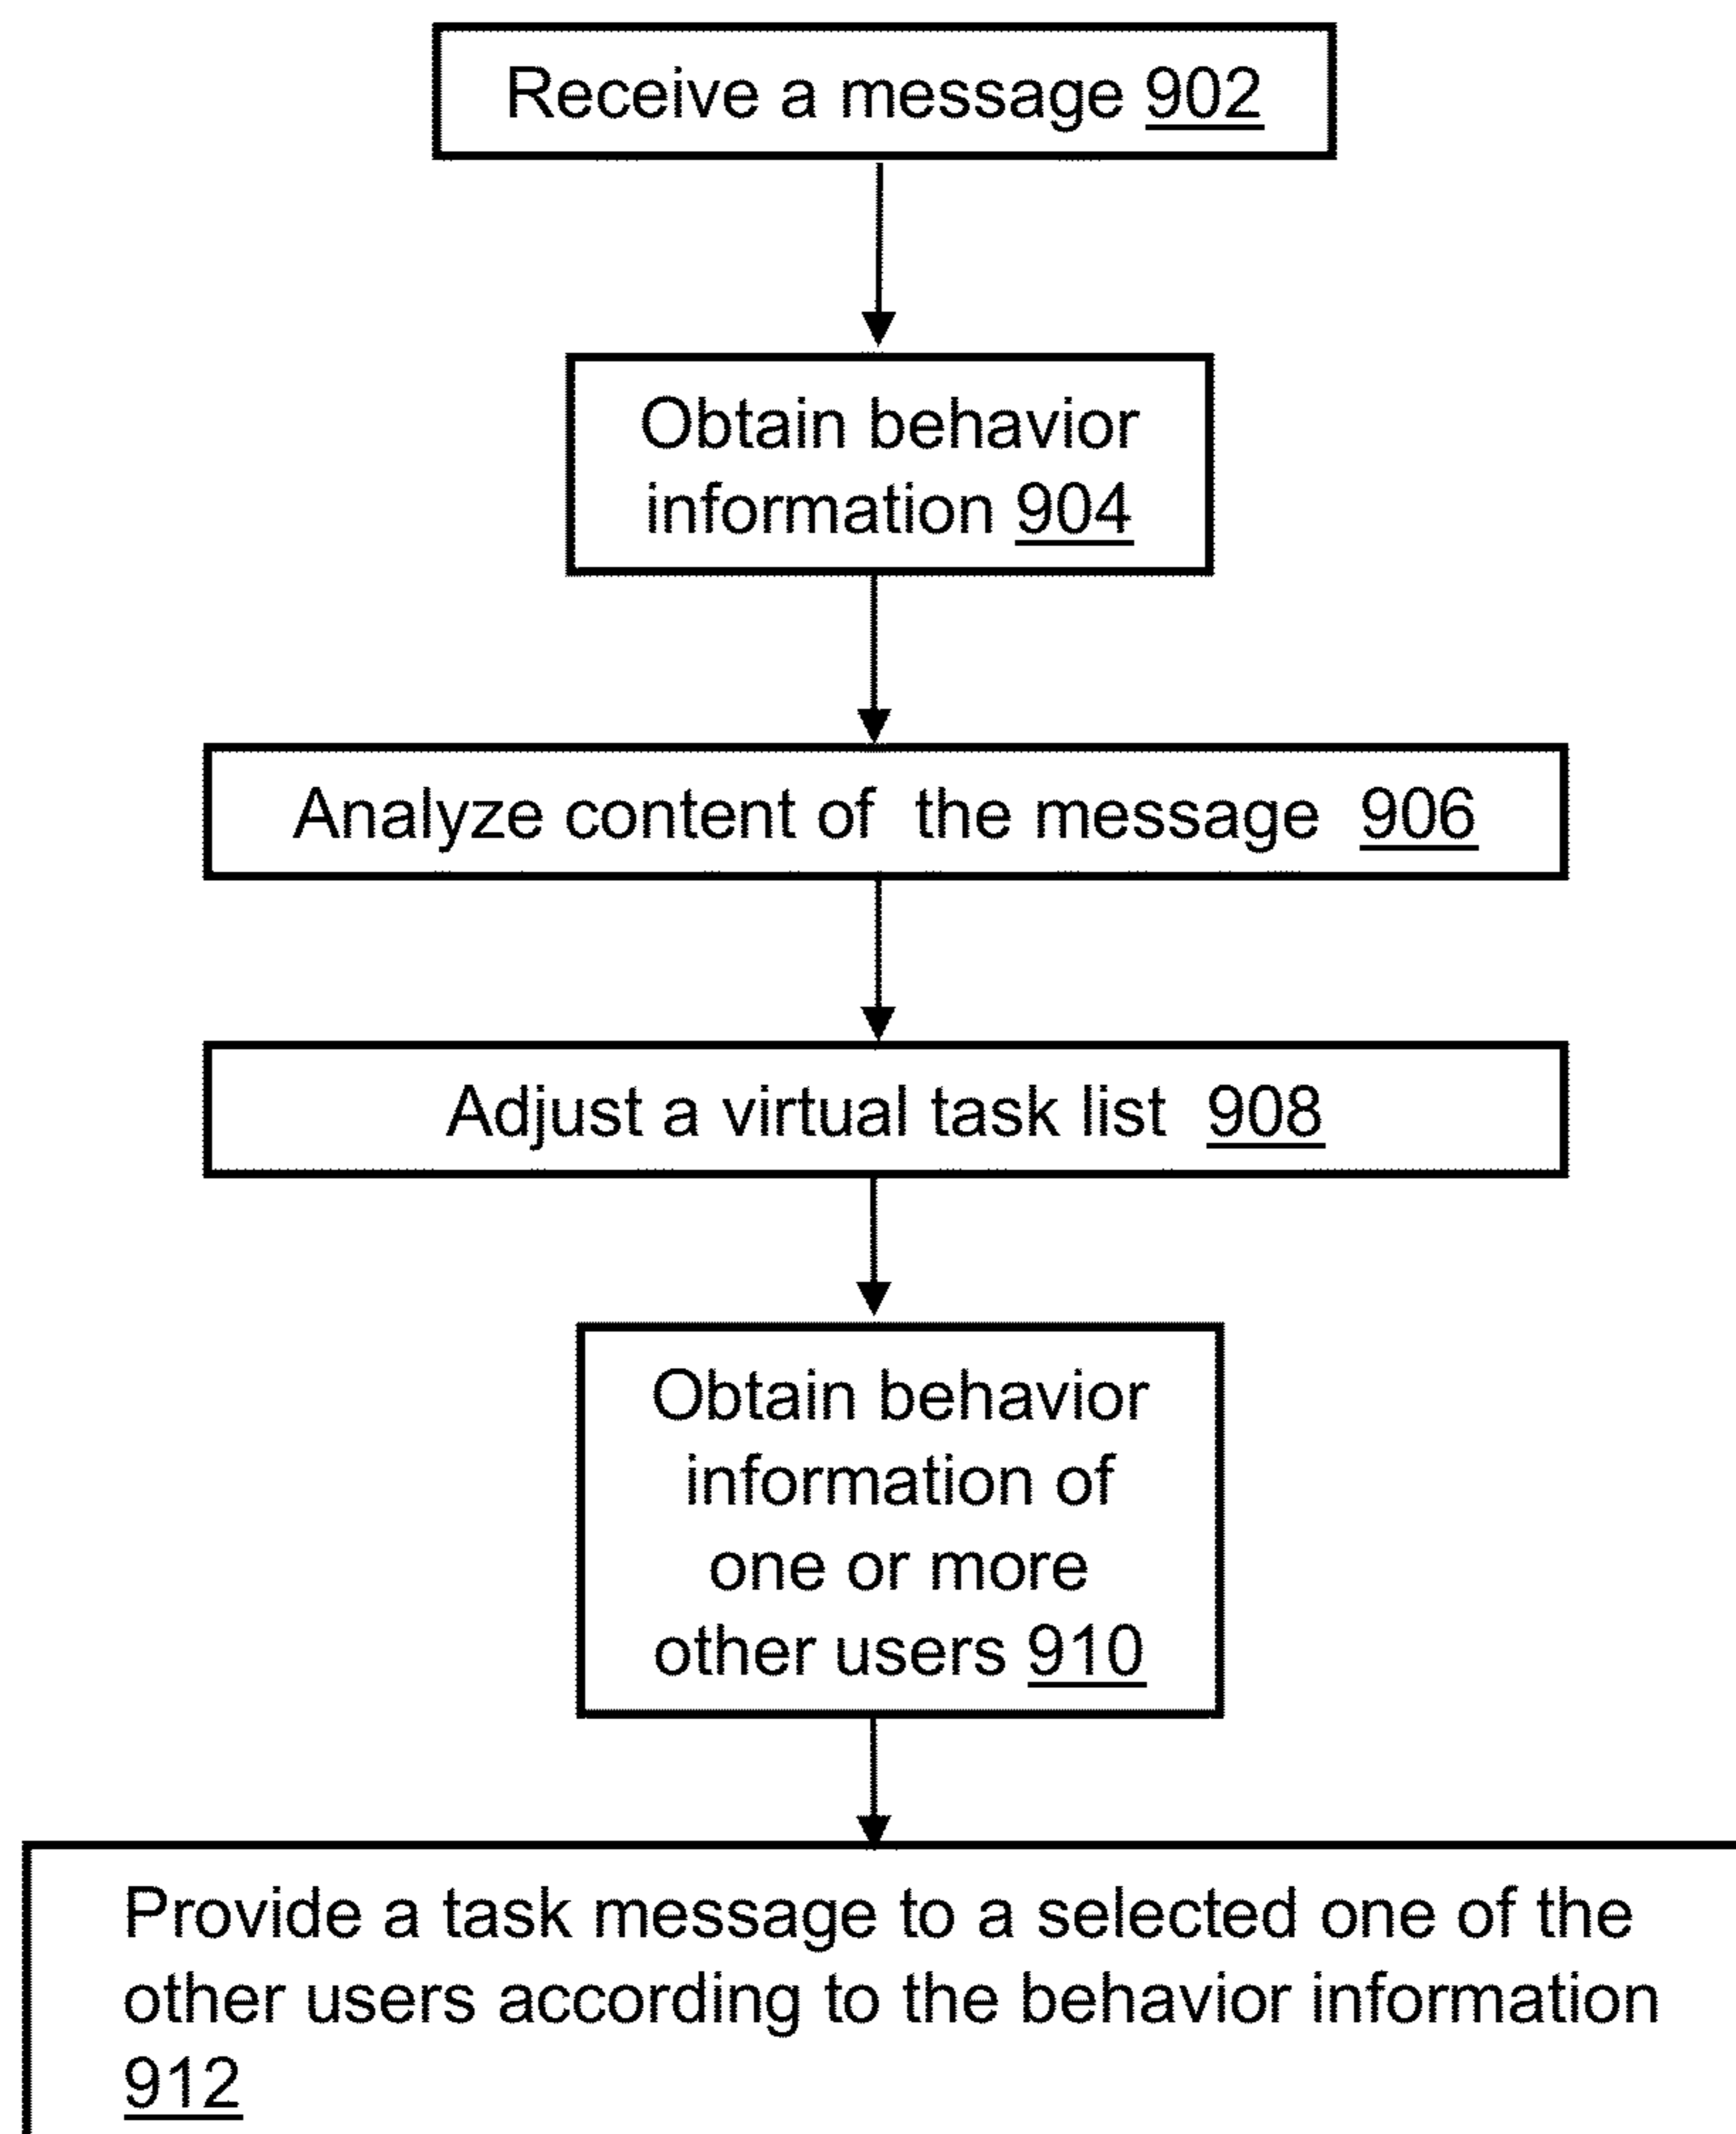 Receive a message 902
Obtain behavior
information 904
Analyze content of the message 906
Adjust a virtual task list 908
Obtain behavior
information of
one or more
other users 910
Provide a task message to a selected one of the
other users according to the behavior information
912